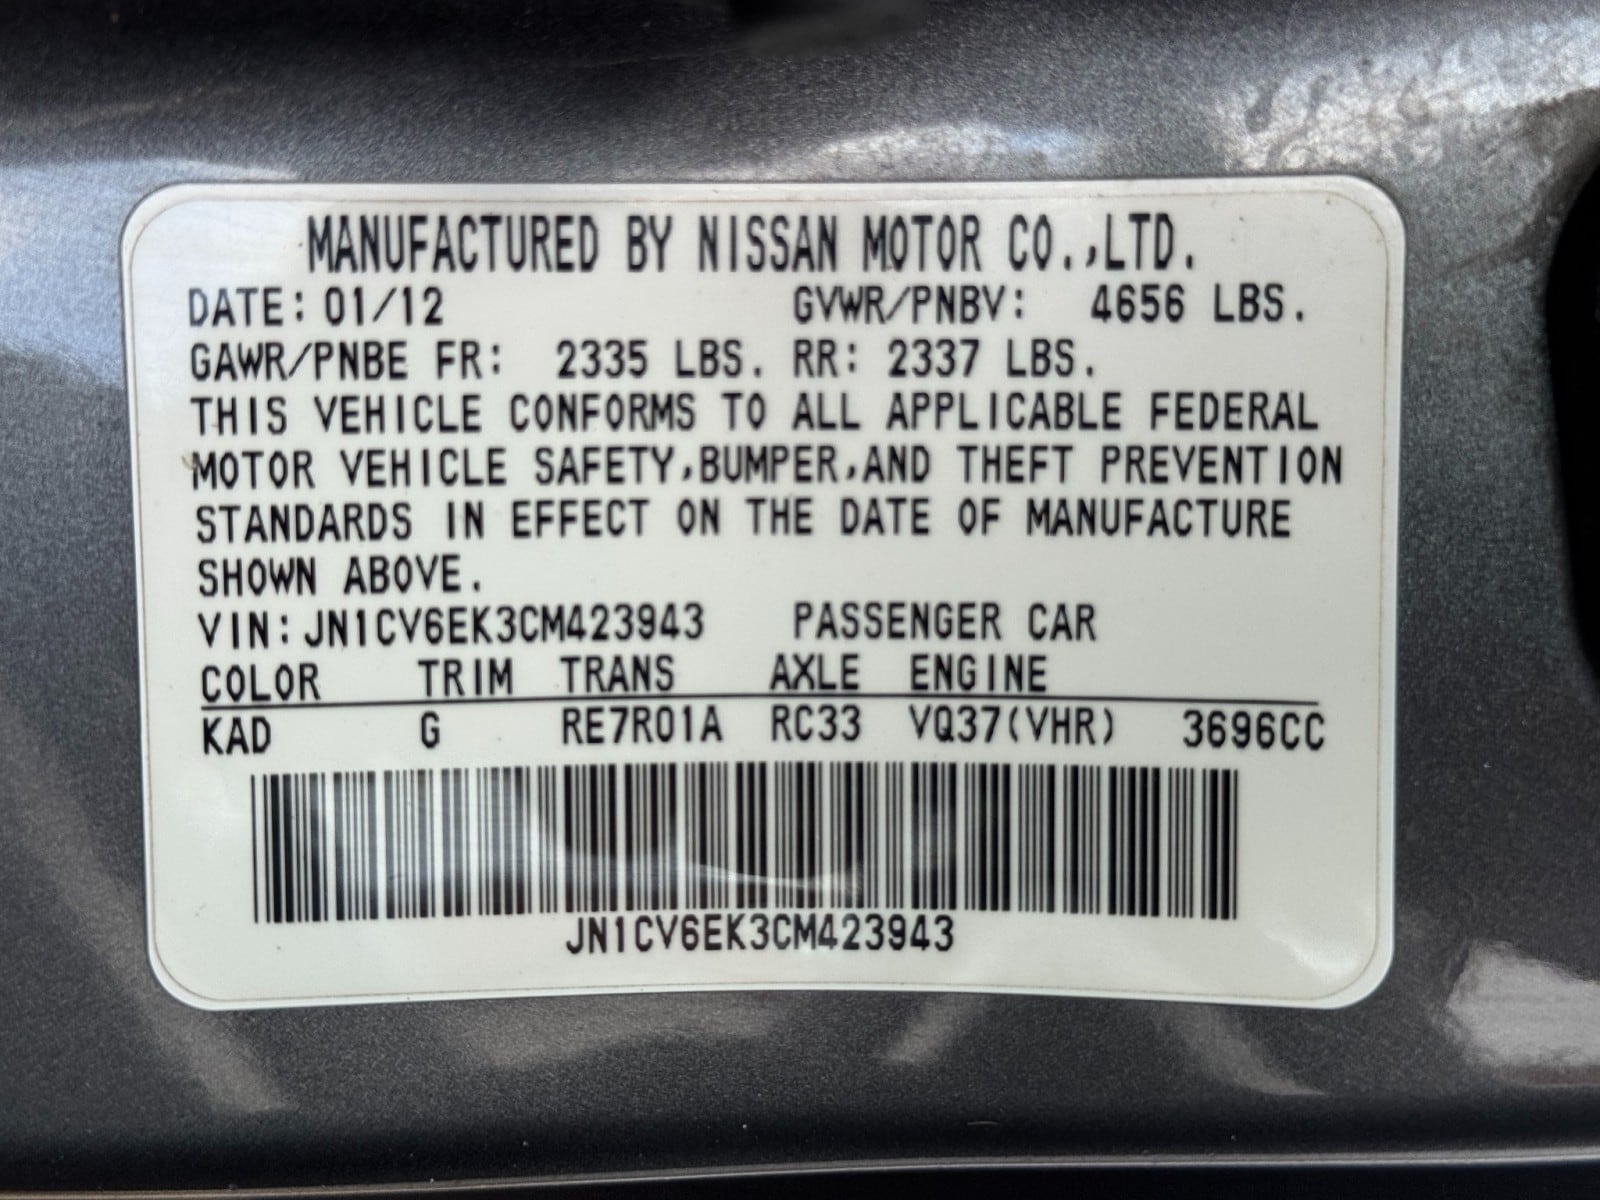 MANUFACTURED BY NISSAN MOTOR CO.,LTD.
DATE: 01/12 GVWR/PNBV: 4656 LBS.
GAWR/PNBE FR: 2335 LBS. RR: 2337 LBS.
THIS VEHICLE CONFORMS TO ALL APPLICABLE FEDERAL
MOTOR VEHICLE SAFETY,BUMPER,AND THEFT PREVENTION
STANDARDS IN EFFECT ON THE DATE OF MANUFACTURE
SHOWN ABOVE.
VIN: JN1CV6EK3CM423943 PASSENGER CAR
COLOR TRIM TRANS AXLE ENGINE
KAD G RE7R01A RC33 VQ37(VHR) 3696CC
JN1CV6EK3CM423943